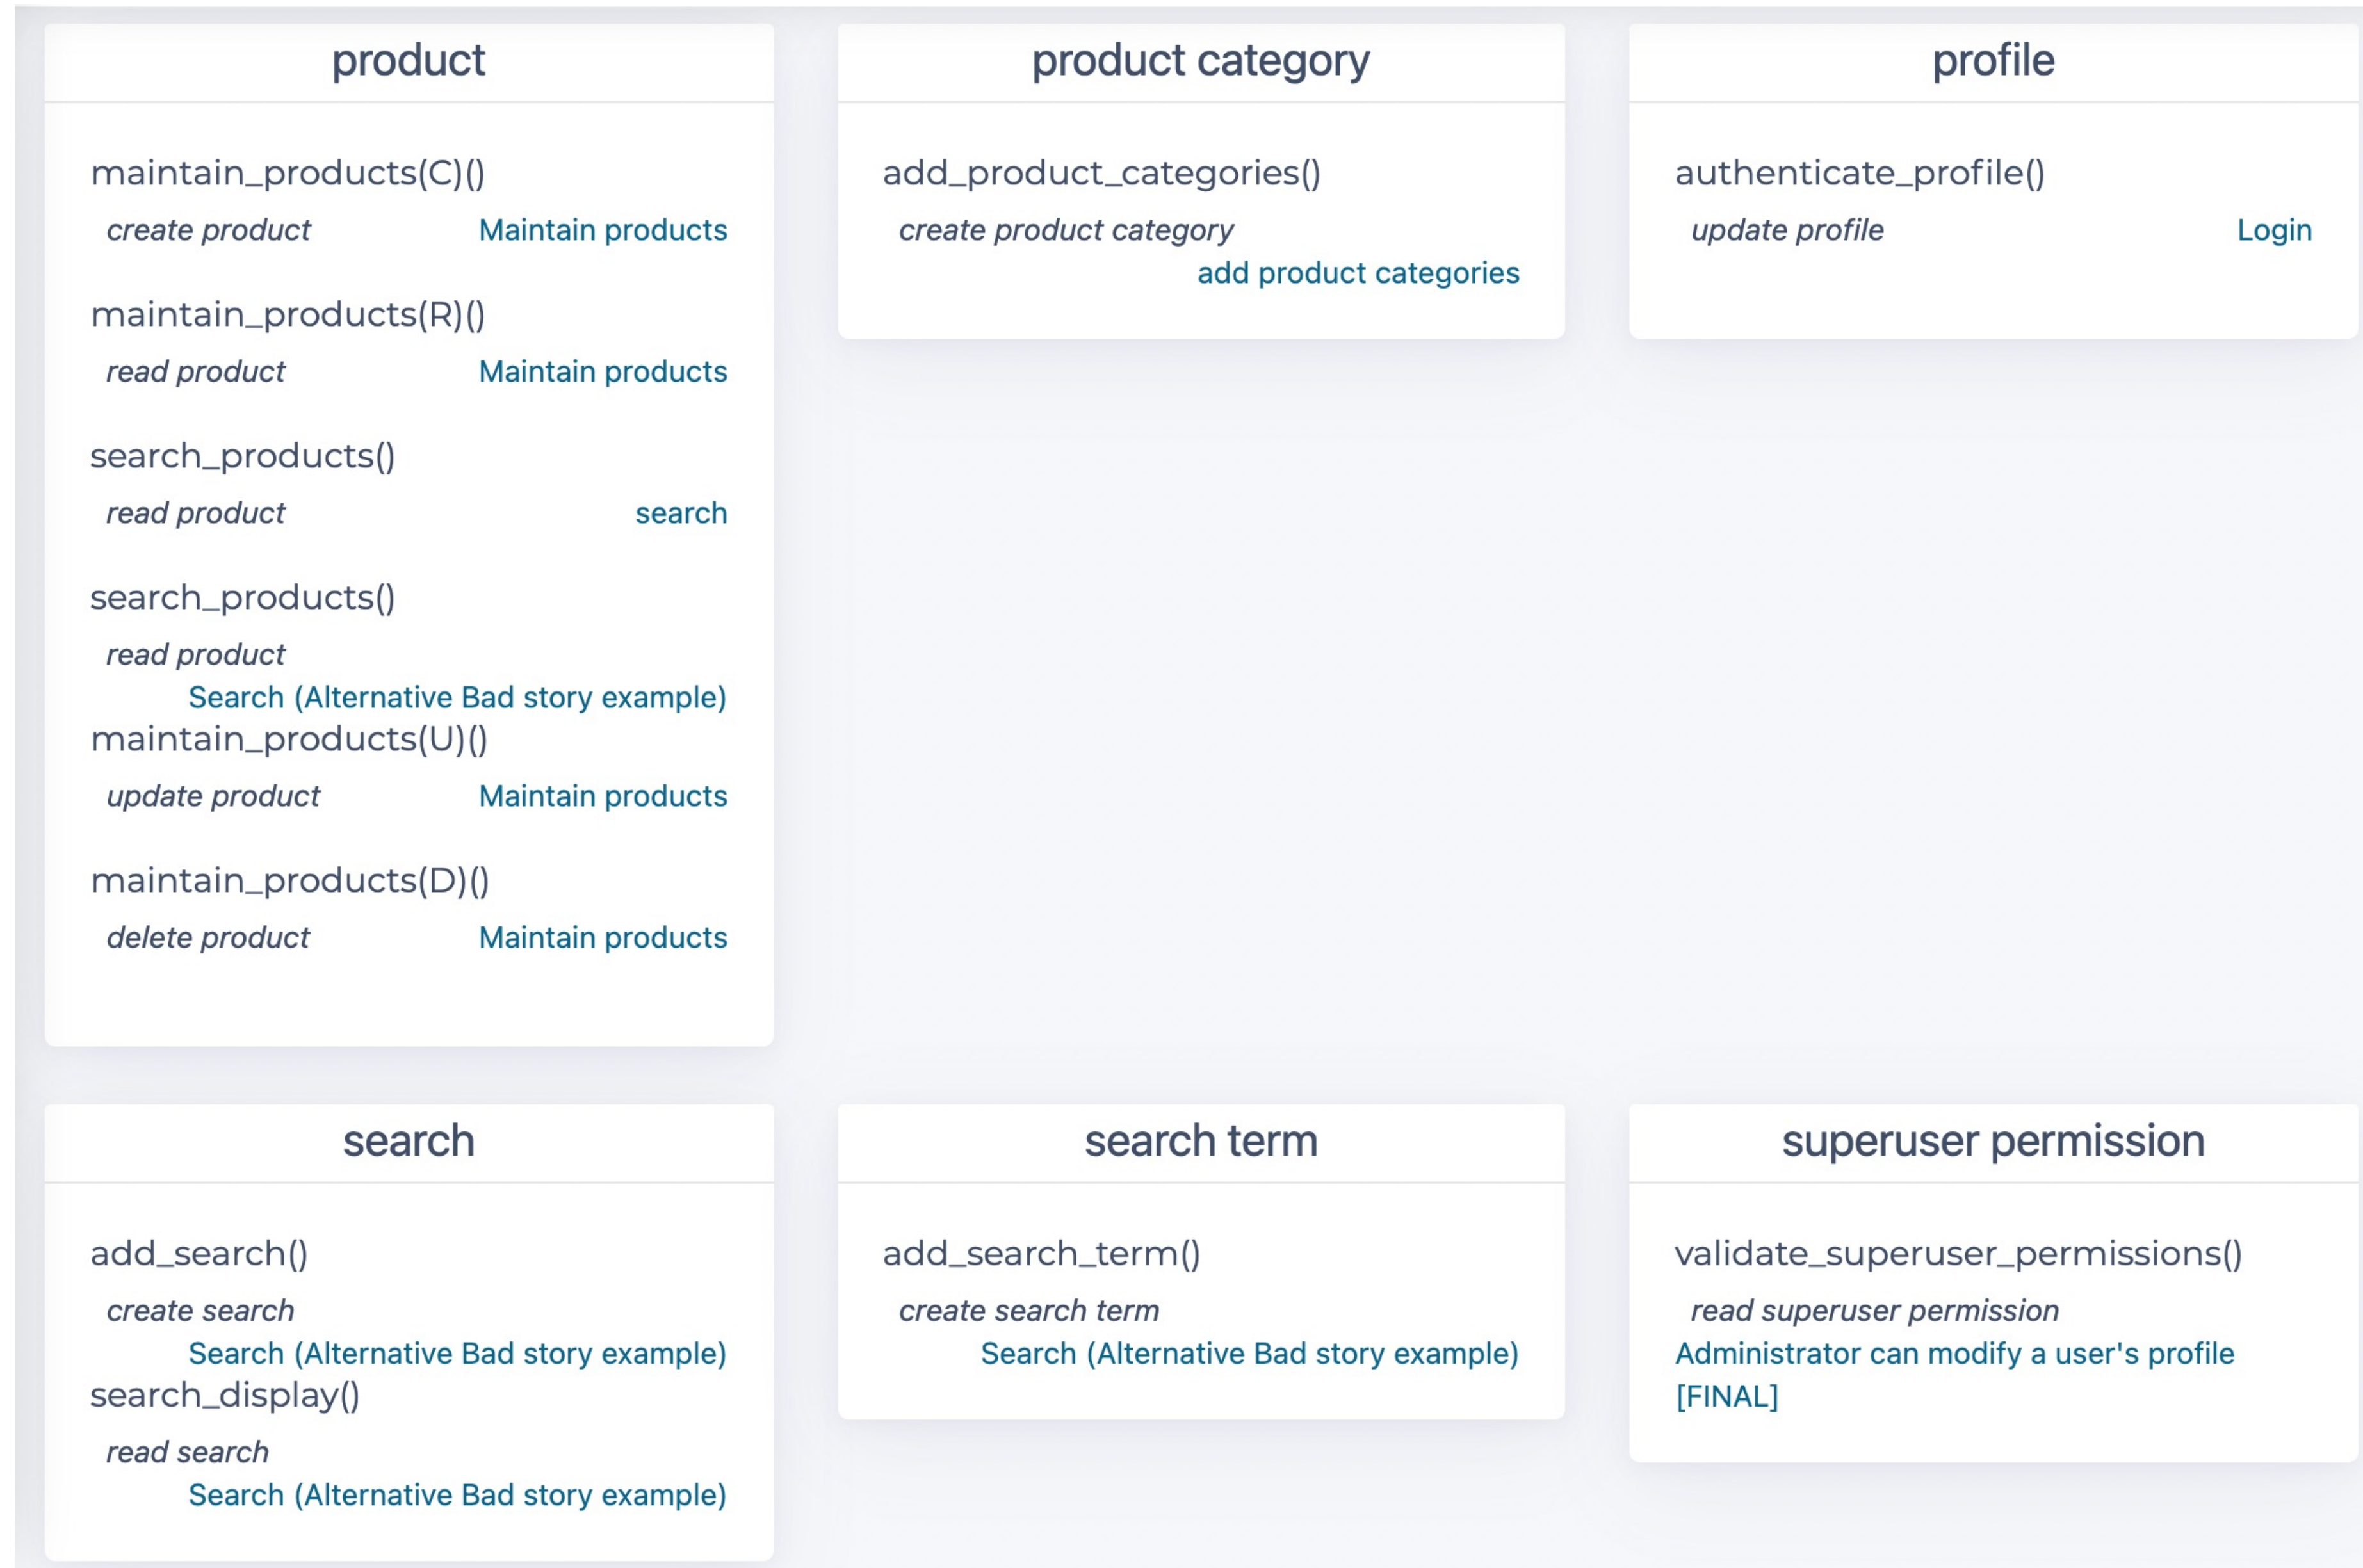 product
maintain_products(C)()
create product Maintain products
maintain_products(R)()
read product Maintain products
search_products()
read product search
search_products()
read product
Search (Alternative Bad story example)
maintain_products(U)()
update product Maintain products
maintain_products(D)()
delete product Maintain products
product category
add_product_categories()
create product category
add product categories
profile
authenticate_profile()
update profile Login
search
add_search()
create search
Search (Alternative Bad story example)
search_display()
read search
Search (Alternative Bad story example)
search term
add_search_term()
create search term
Search (Alternative Bad story example)
superuser permission
validate_superuser_permissions()
read superuser permission
Administrator can modify a user's profile
[FINAL]